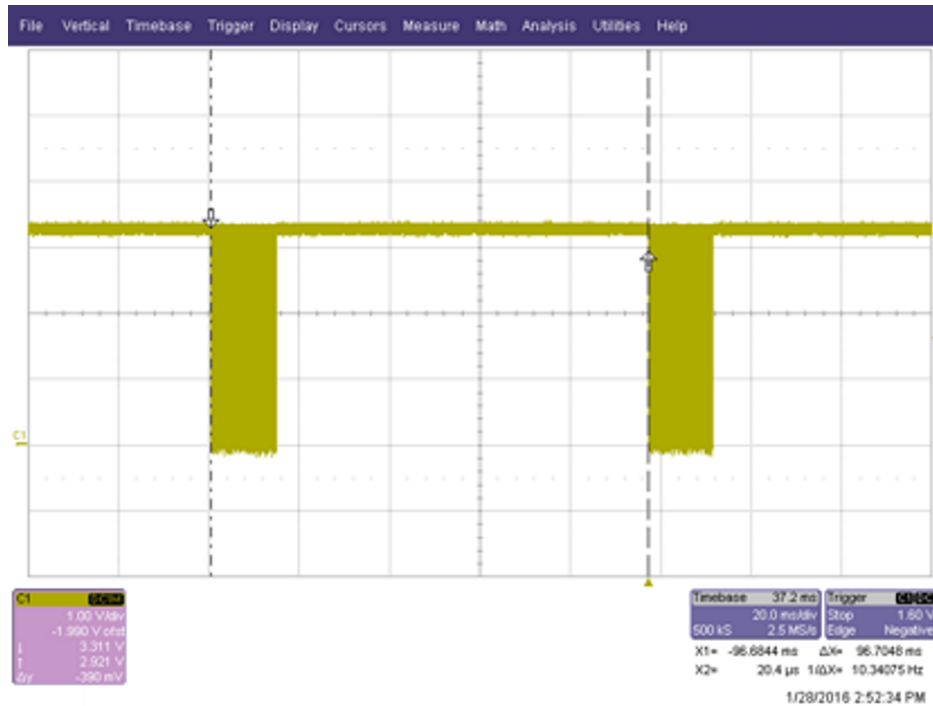 File Vertical Timebase Trigger Display Cursors Measure Math Analysis Utilities Help
C1
C1
1.00 V/div
-1.990 V ofst
3.311 V
2.921 V
Δy -390 mV
Timebase 37.2 ms
20.0 ms/div
500 kS 2.5 MS/s
Trigger
Stop 1.60 V
Edge Negative
X1= -96.6844 ms ΔX= 96.7048 ms
X2= 20.4 µs 1/ΔX= 10.34075 Hz
1/28/2016 2:52:34 PM